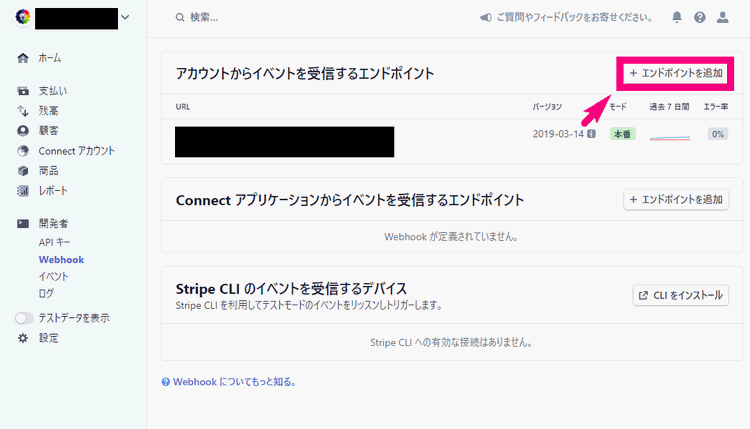 検索...
ご質問やフィードバックをお寄せください。
ホーム
支払い
残高
顧客
Connect アカウント
商品
レポート
開発者
API キー
Webhook
イベント
ログ
テストデータを表示
設定
アカウントからイベントを受信するエンドポイント
+ エンドポイントを追加
URL
バージョン
モード
過去 7 日間
エラー率
2019-03-14
本番
0%
Connect アプリケーションからイベントを受信するエンドポイント
+ エンドポイントを追加
Webhook が定義されていません。
Stripe CLI のイベントを受信するデバイス
Stripe CLI を利用してテストモードのイベントをリッスンしトリガーします。
CLI をインストール
Stripe CLI への有効な接続はありません。
Webhook についてもっと知る。